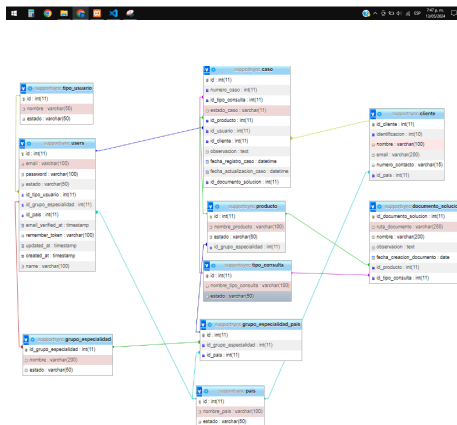 ESP
7:47 p. m.
12/05/2024
tipo_usuario
id : int(11)
nombre : varchar(50)
estado : varchar(50)
users
id : int(11)
email : varchar(100)
password : varchar(100)
estado : varchar(50)
id_tipo_usuario : int(11)
id_grupo_especialidad : int(11)
id_pais : int(11)
email_verified_at : timestamp
remember_token : varchar(100)
updated_at : timestamp
created_at : timestamp
name : varchar(100)
grupo_especialidad
id_grupo_especialidad : int(11)
nombre : varchar(200)
estado : varchar(60)
caso
id : int(11)
numero_caso : int(11)
id_tipo_consulta : int(11)
estado_caso : varchar(11)
id_producto : int(11)
id_usuario : int(11)
id_cliente : int(11)
observacion : text
fecha_registro_caso : datetime
fecha_actualizacion_caso : datetime
id_documento_solucion : int(11)
producto
id : int(11)
nombre_producto : varchar(100)
estado : varchar(50)
id_grupo_especialidad : int(11)
tipo_consulta
id : int(11)
nombre_tipo_consulta : varchar(100)
estado : varchar(50)
grupo_especialidad_pais
id : int(11)
id_grupo_especialidad : int(11)
id_pais : int(11)
pais
id : int(11)
nombre_pais : varchar(100)
estado : varchar(50)
cliente
id_cliente : int(11)
identificacion : int(10)
nombre : varchar(100)
email : varchar(200)
numero_contacto : varchar(15)
id_pais : int(11)
documento_solucio
id_documento_solucion : int(11)
ruta_documento : varchar(250)
nombre : varchar(200)
observacion : text
fecha_creacion_documento : date
id_producto : int(11)
id_tipo_consulta : int(11)